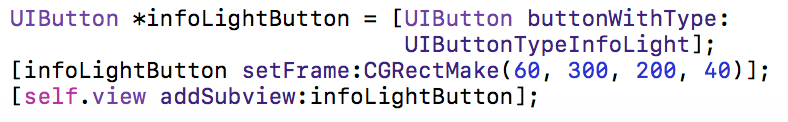 UIButton *infoLightButton = [UIButton buttonWithType:
UIButtonTypeInfoLight];
[infoLightButton setFrame:CGRectMake(60, 300, 200, 40)];
[self.view addSubview:infoLightButton];